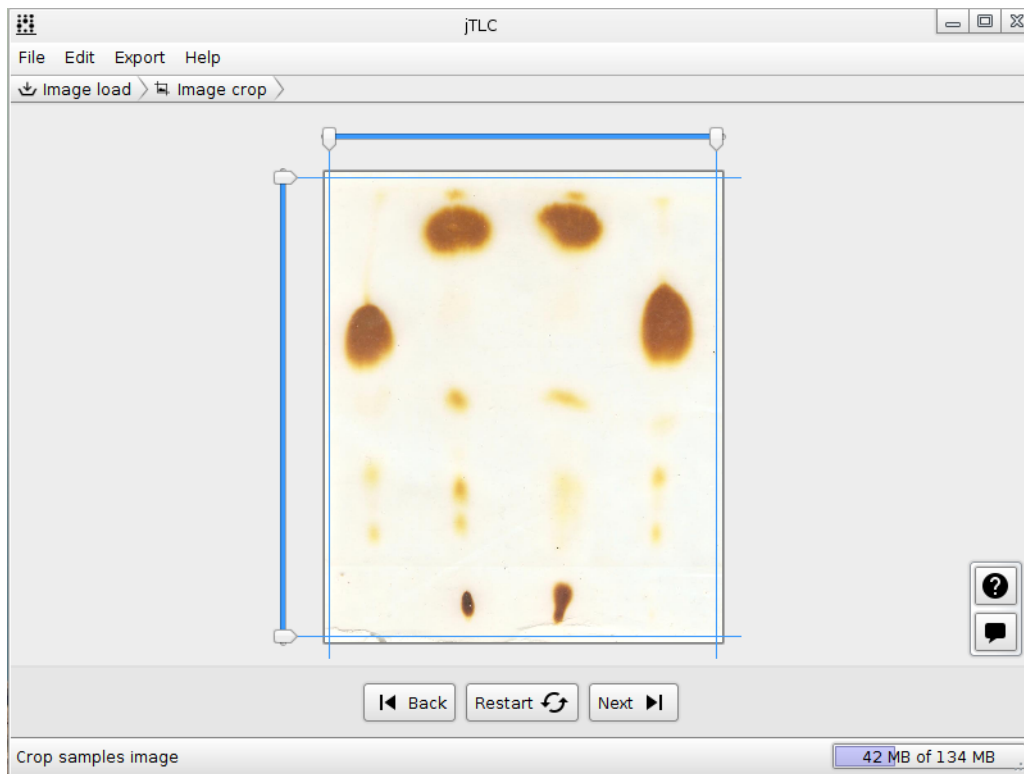 jTLC
File Edit Export Help
Image load Image crop
Back Restart Next
Crop samples image 42 MB of 134 MB